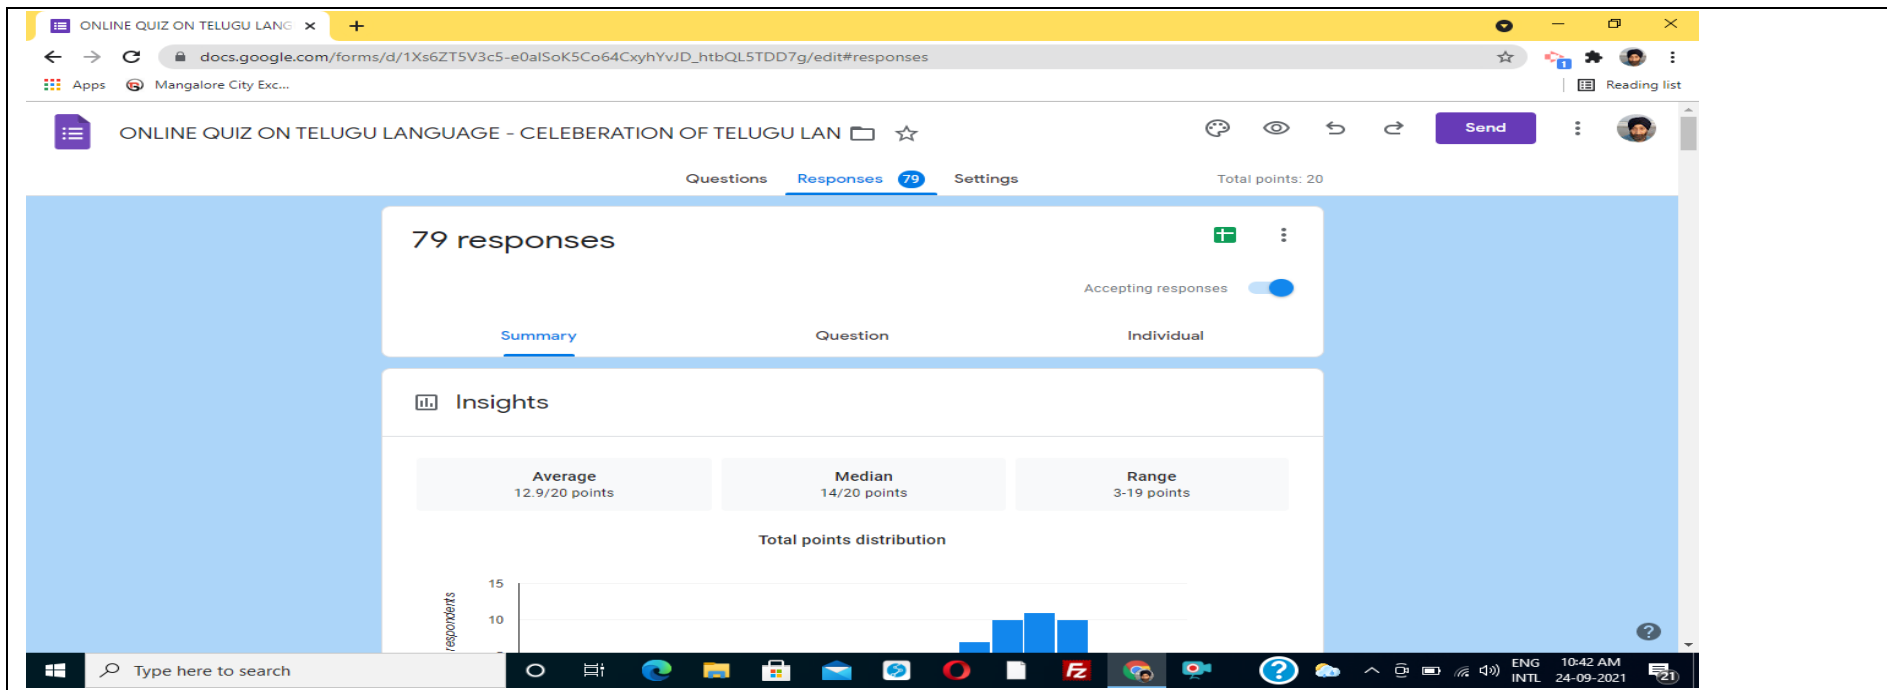 ONLINE QUIZ ON TELUGU LANG
docs.google.com/forms/d/1Xs6ZT5V3c5-e0alSoK5Co64CxyhYvJD_htbQL5TDD7g/edit#responses
1
Apps Mangalore City Exc... Reading list
ONLINE QUIZ ON TELUGU LANGUAGE - CELEBERATION OF TELUGU LAN Send
Questions Responses 79 Settings Total points: 20
79 responses
Accepting responses
Summary Question Individual
Insights
Average Median Range
12.9/20 points 14/20 points 3-19 points
Total points distribution
15
10
respondents
Type here to search
ENG 10:42 AM
INTL 24-09-2021 21